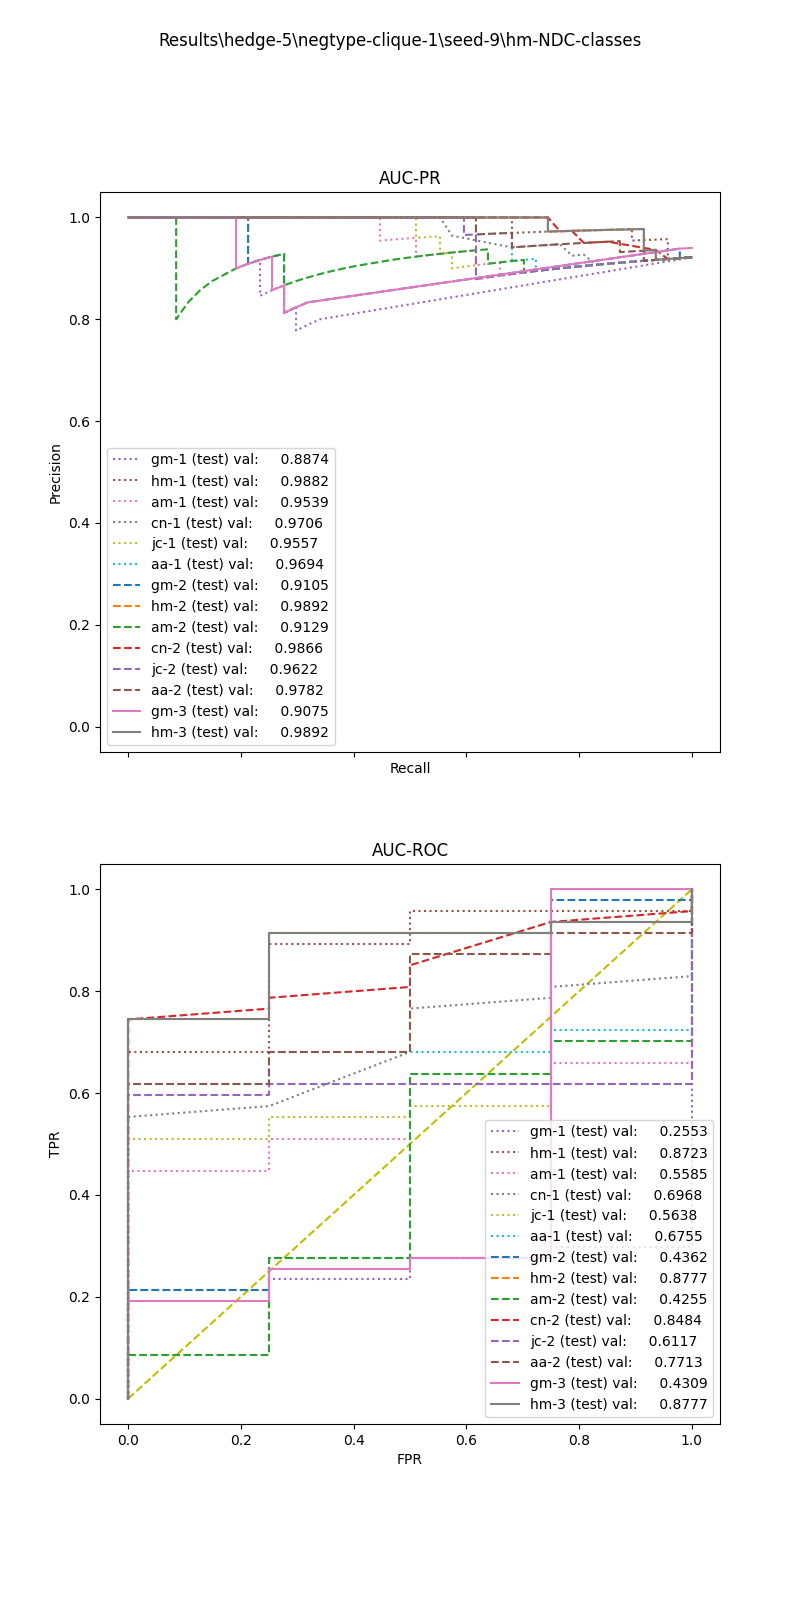 Results\hedge-5\negtype-clique-1\seed-9\hm-NDC-classes
AUC-PR
1.0
0.8
0.6
0.4
0.2
0.0
Precision
gm-1 (test) val: 0.8874
hm-1 (test) val: 0.9882
am-1 (test) val: 0.9539
cn-1 (test) val: 0.9706
jc-1 (test) val: 0.9557
aa-1 (test) val: 0.9694
gm-2 (test) val: 0.9105
hm-2 (test) val: 0.9892
am-2 (test) val: 0.9129
cn-2 (test) val: 0.9866
jc-2 (test) val: 0.9622
aa-2 (test) val: 0.9782
gm-3 (test) val: 0.9075
hm-3 (test) val: 0.9892
Recall
AUC-ROC
1.0
0.8
0.6
0.4
0.2
0.0
TPR
gm-1 (test) val: 0.2553
hm-1 (test) val: 0.8723
am-1 (test) val: 0.5585
cn-1 (test) val: 0.6968
jc-1 (test) val: 0.5638
aa-1 (test) val: 0.6755
gm-2 (test) val: 0.4362
hm-2 (test) val: 0.8777
am-2 (test) val: 0.4255
cn-2 (test) val: 0.8484
jc-2 (test) val: 0.6117
aa-2 (test) val: 0.7713
gm-3 (test) val: 0.4309
hm-3 (test) val: 0.8777
0.0 0.2 0.4 0.6 0.8 1.0
FPR